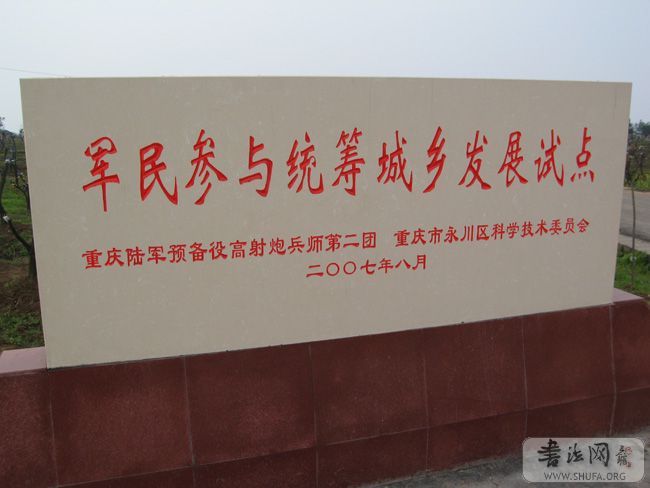 军民参与统筹城乡发展试点
重庆陆军预备役高射炮兵师第二团 重庆市永川区科学技术委员会
二〇〇七年八月
书法网
WWW.SHUFA.ORG